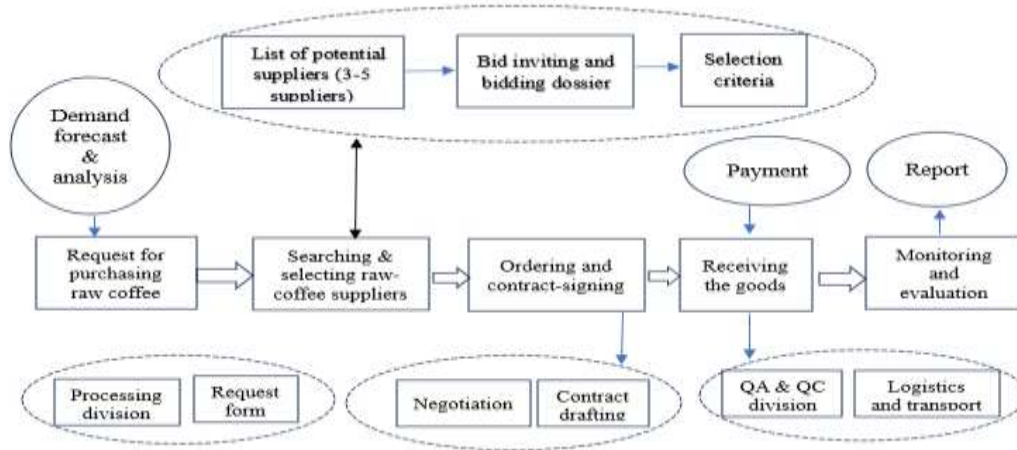 List of potential
suppliers (3-5
suppliers)
Bid inviting and
bidding dossier
Selection
criteria
Demand
forecast
&
analysis
Payment
Report
Request for
purchasing
raw coffee
Searching &
selecting raw-
coffee suppliers
Ordering and
contract-signing
Receiving
the goods
Monitoring
and
evaluation
Processing
division
Request
form
Negotiation
Contract
drafting
QA & QC
division
Logistics
and transport